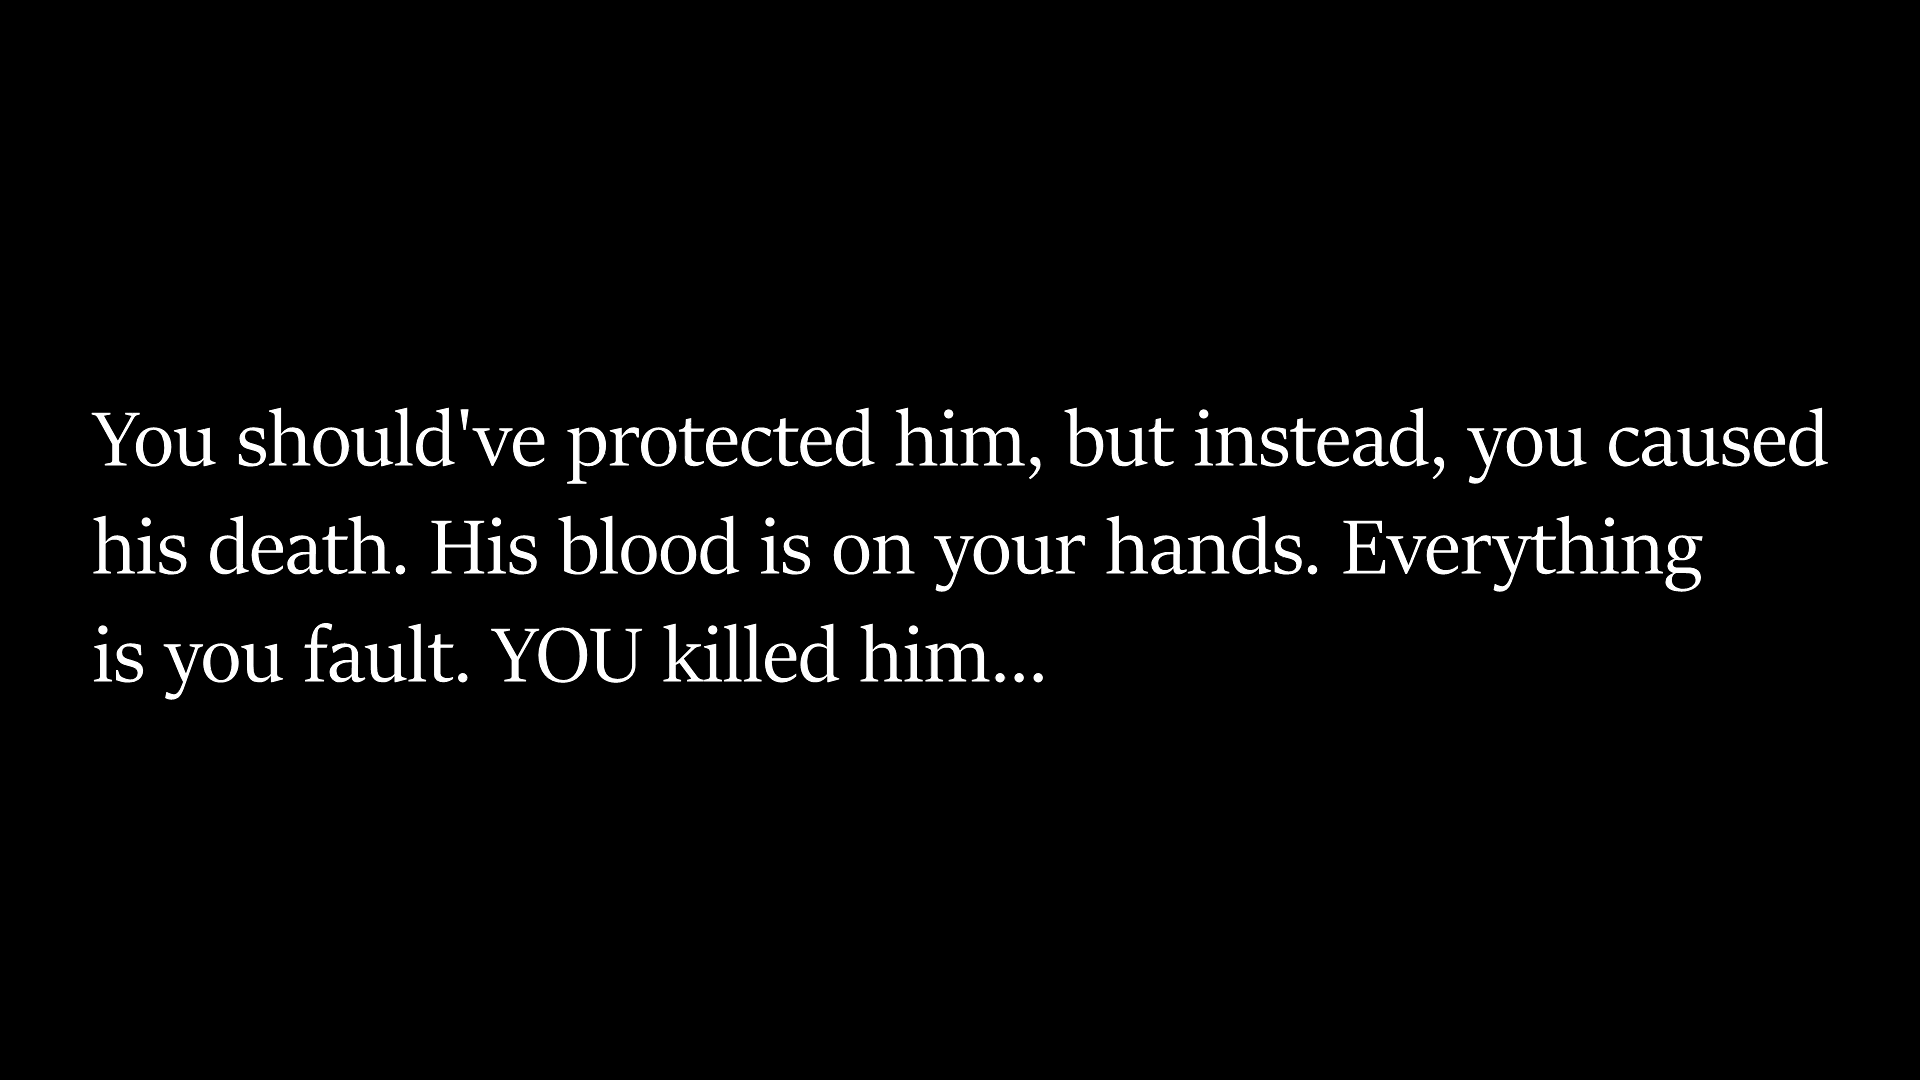 You should've protected him, but instead, you caused
his death. His blood is on your hands. Everything
is you fault. YOU killed him...